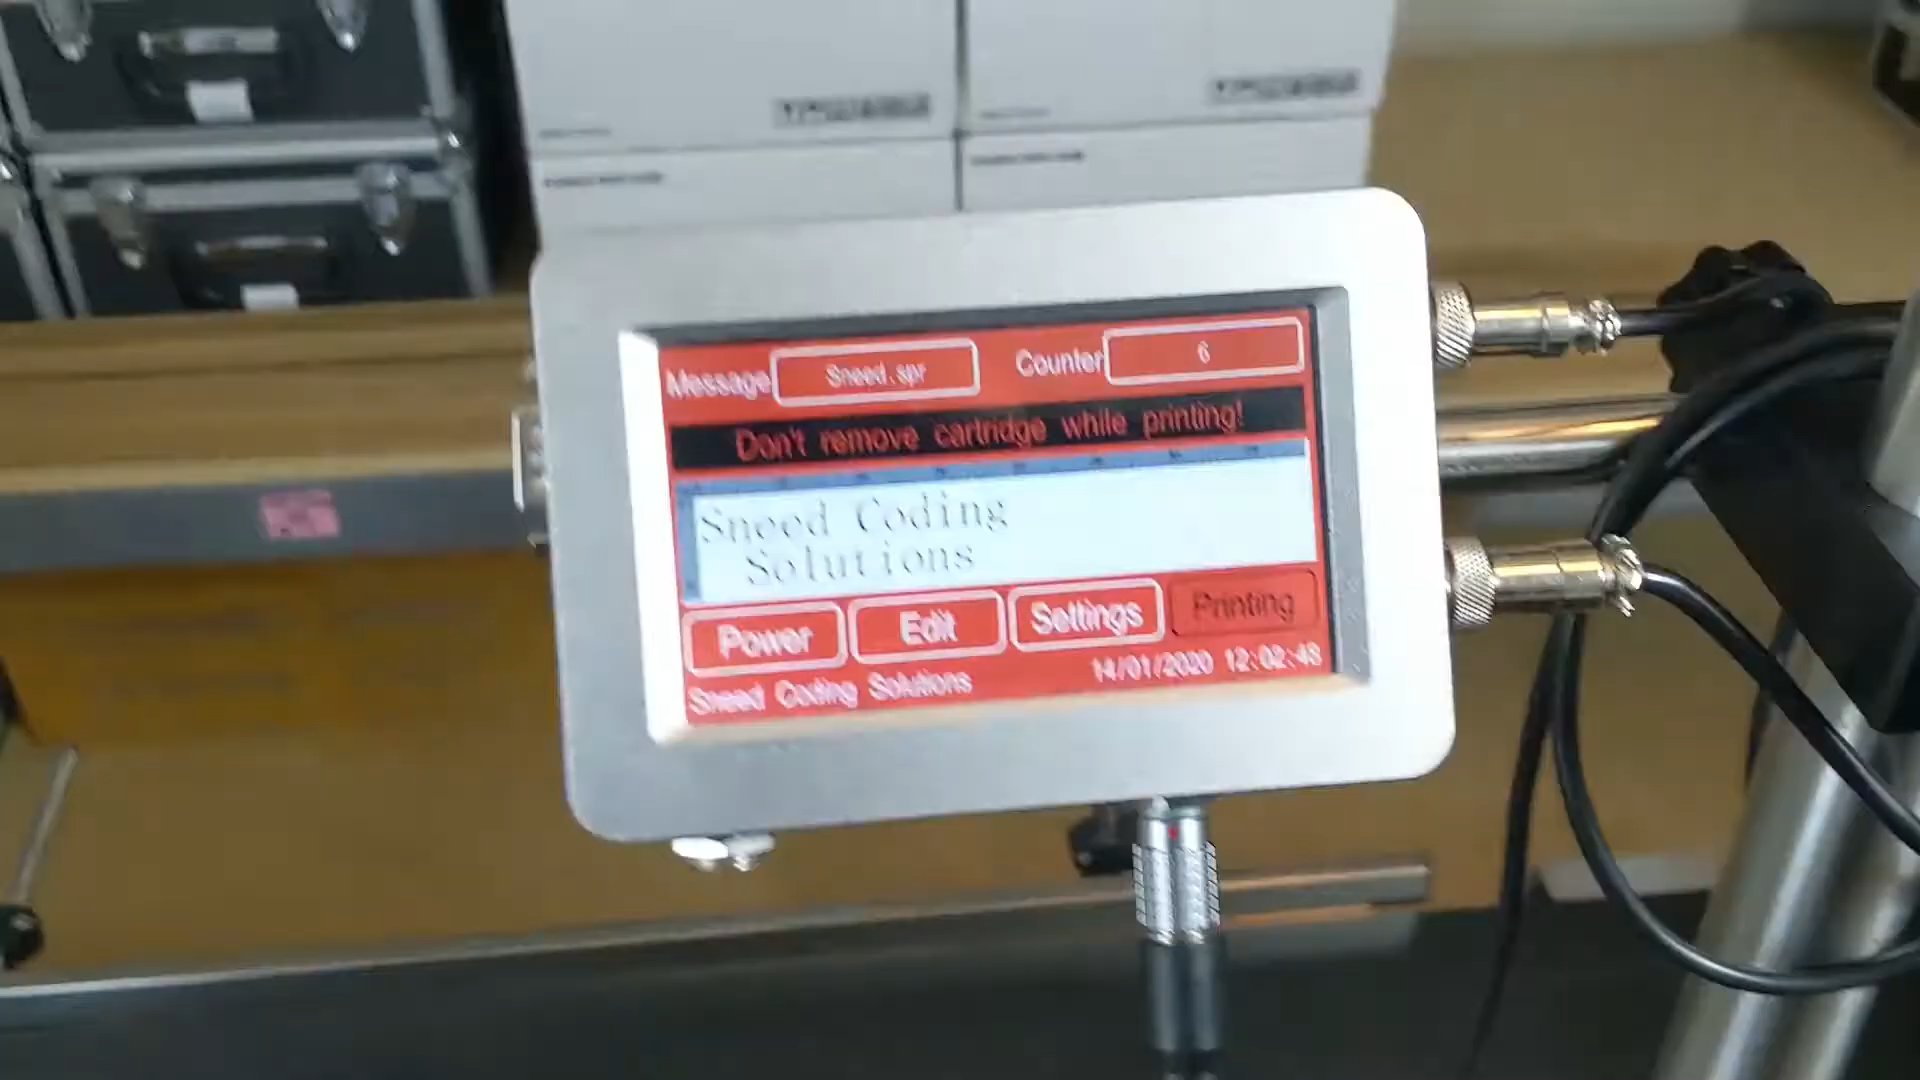 Message Sneed.spr Counter 6
Don't remove cartridge while printing!
Sneed Coding
Solutions
Power Edit Settings Printing
Sneed Coding Solutions 14/01/2020 12:02:48